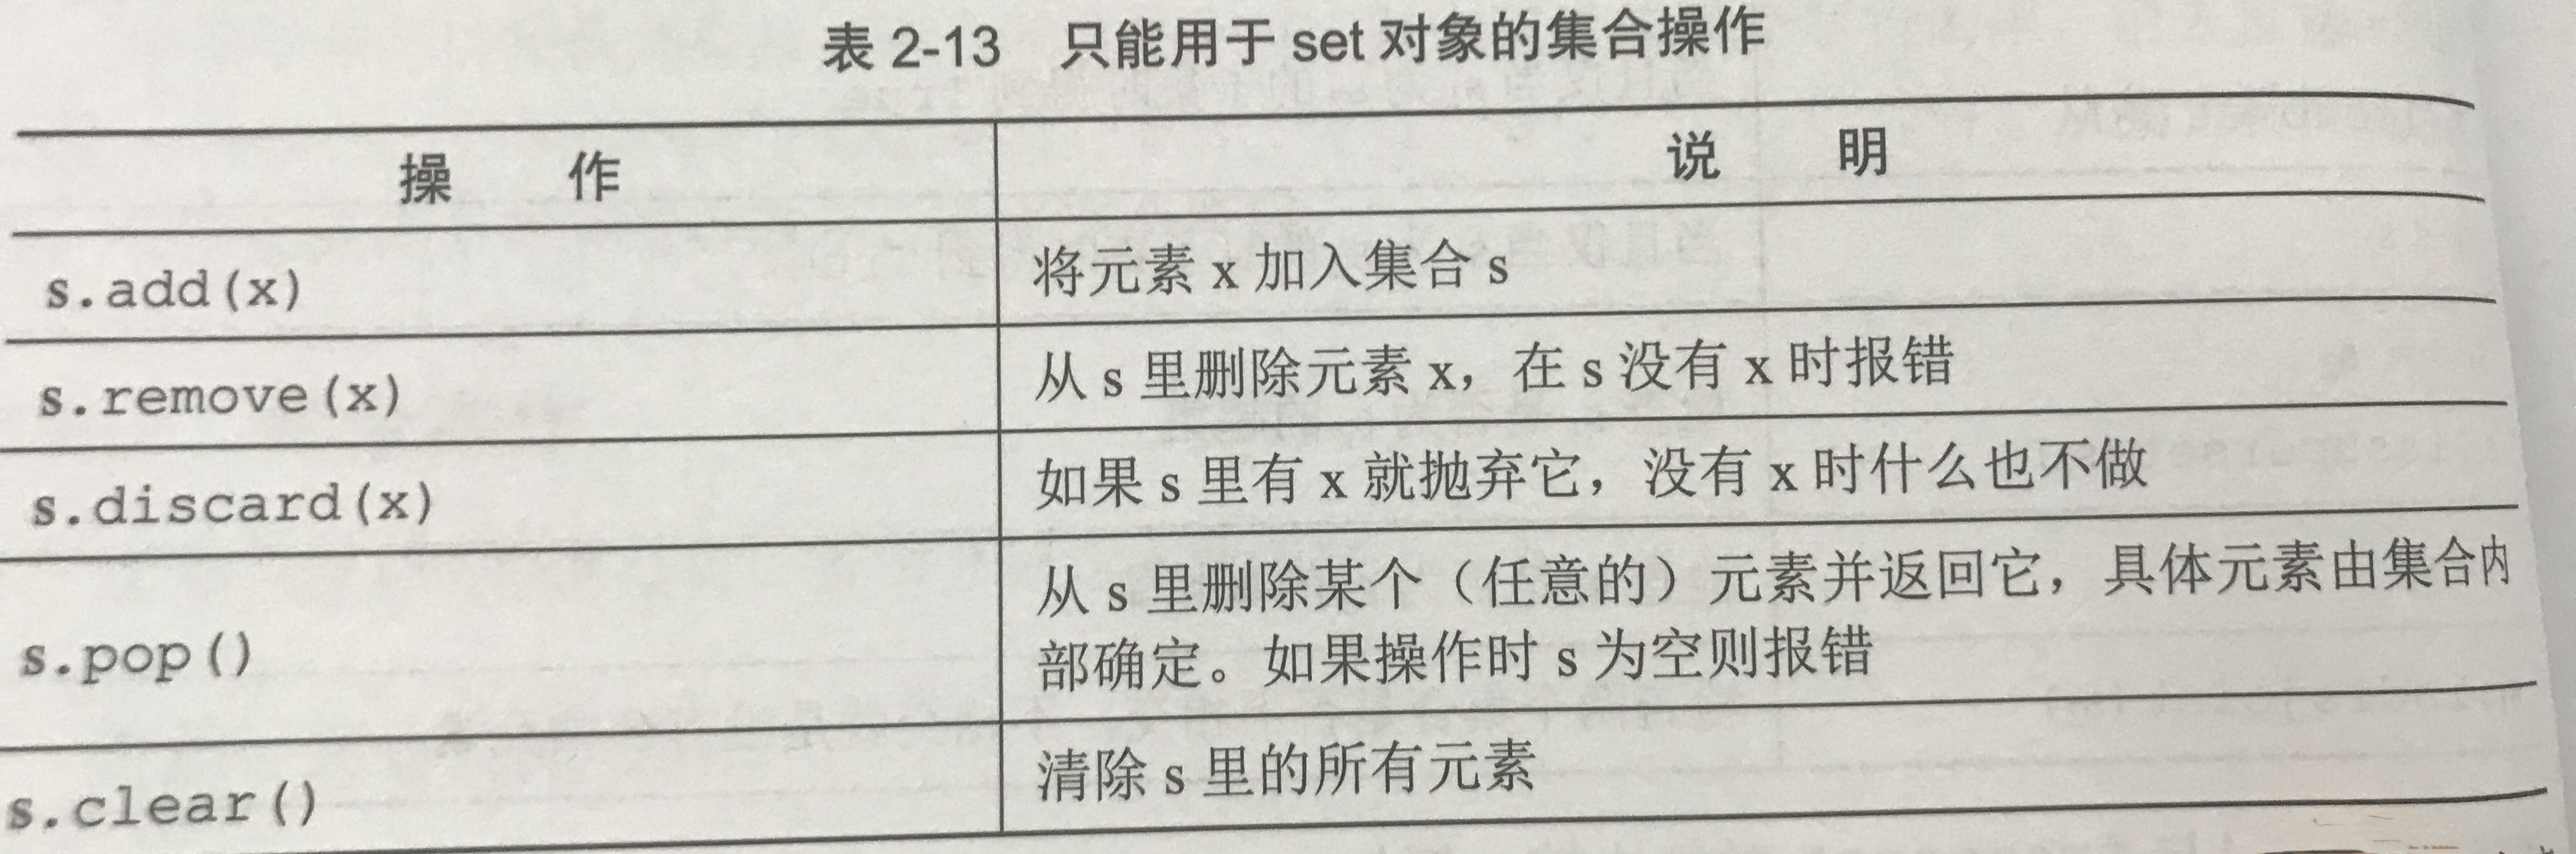 表 2-13 只能用于 set 对象的集合操作
操 作 说 明
s.add(x) 将元素 x 加入集合 s
s.remove(x) 从 s 里删除元素 x，在 s 没有 x 时报错
s.discard(x) 如果 s 里有 x 就抛弃它，没有 x 时什么也不做
从 s 里删除某个（任意的）元素并返回它，具体元素由集合内
s.pop() 部确定。如果操作时 s 为空则报错
s.clear() 清除 s 里的所有元素